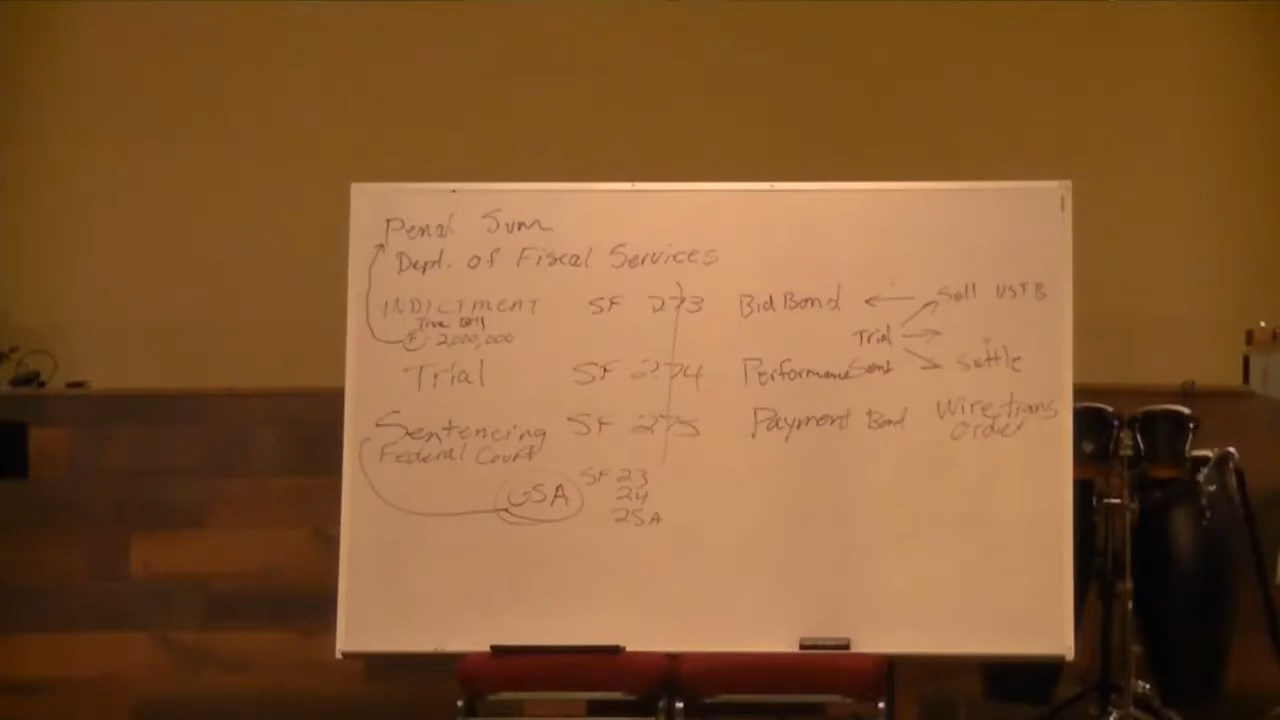 Penal Sum
Dept. of Fiscal Services
INDICTMENT SF 273 Bid Bond ← Sell USTB
True Bill
F 2,000,000
Trial →
Trial SF 274 Performance Settle
Sentencing SF 275 Payment Bond Wire trans
Federal Court Order
GSA SF 23
24
25A